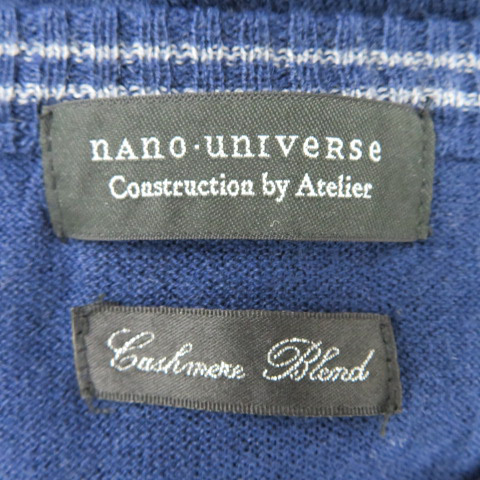 nano·universe
Construction by Atelier
Cashmere Blend